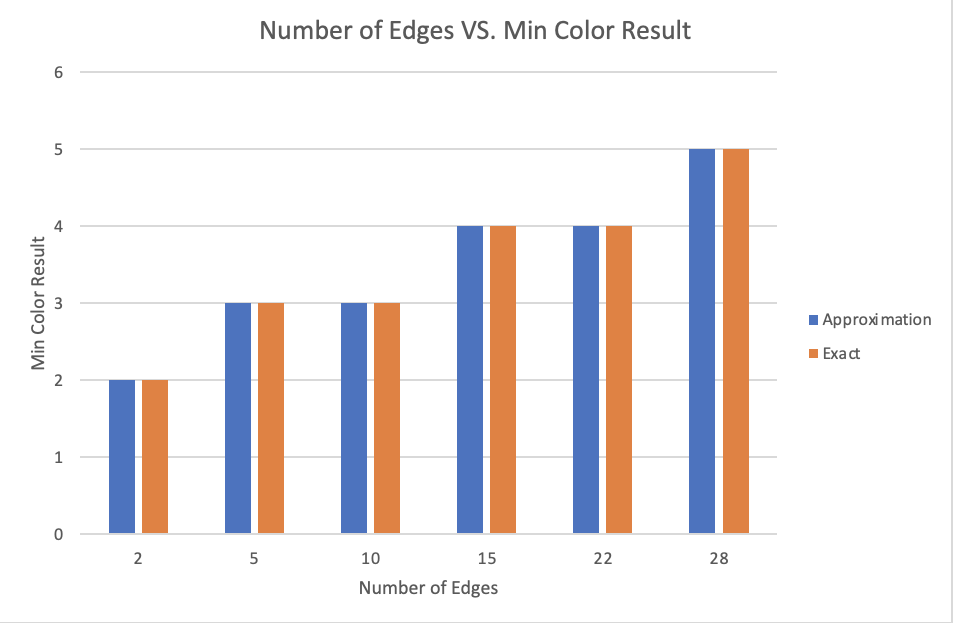 Number of Edges VS. Min Color Result
6
5
4
3
2
1
0
Min Color Result
2 5 10 15 22 28
Number of Edges
Approximation
Exact